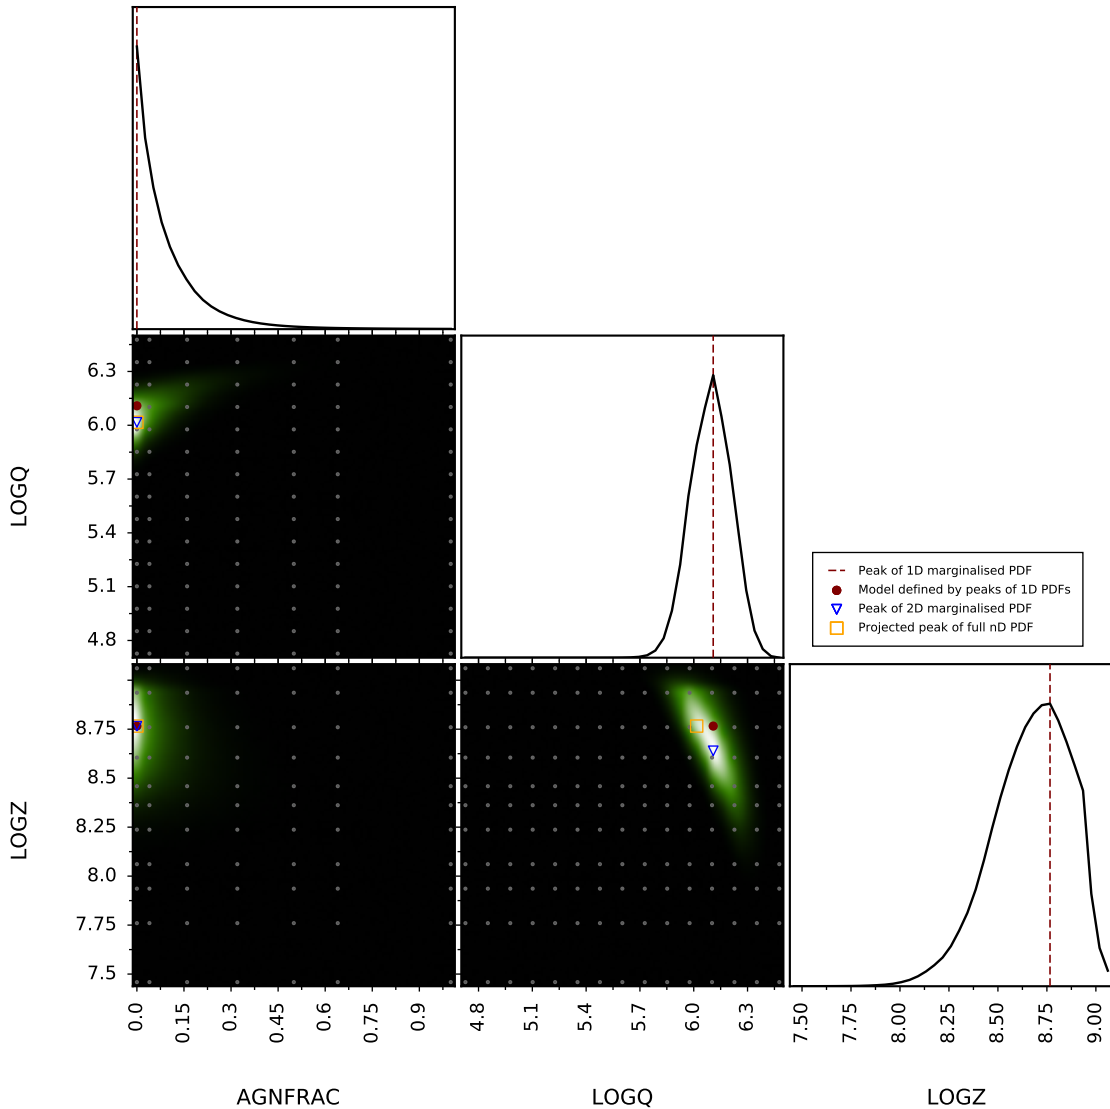 6.3
6.0
5.7
5.4
5.1
4.8
LOGQ
Peak of 1D marginalised PDF
Model defined by peaks of 1D PDFs
Peak of 2D marginalised PDF
Projected peak of full nD PDF
8.75
8.5
8.25
8.0
7.75
7.5
LOGZ
0.0 0.15 0.3 0.45 0.6 0.75 0.9
4.8 5.1 5.4 5.7 6.0 6.3
7.50 7.75 8.00 8.25 8.50 8.75 9.00
AGNFRAC LOGQ LOGZ